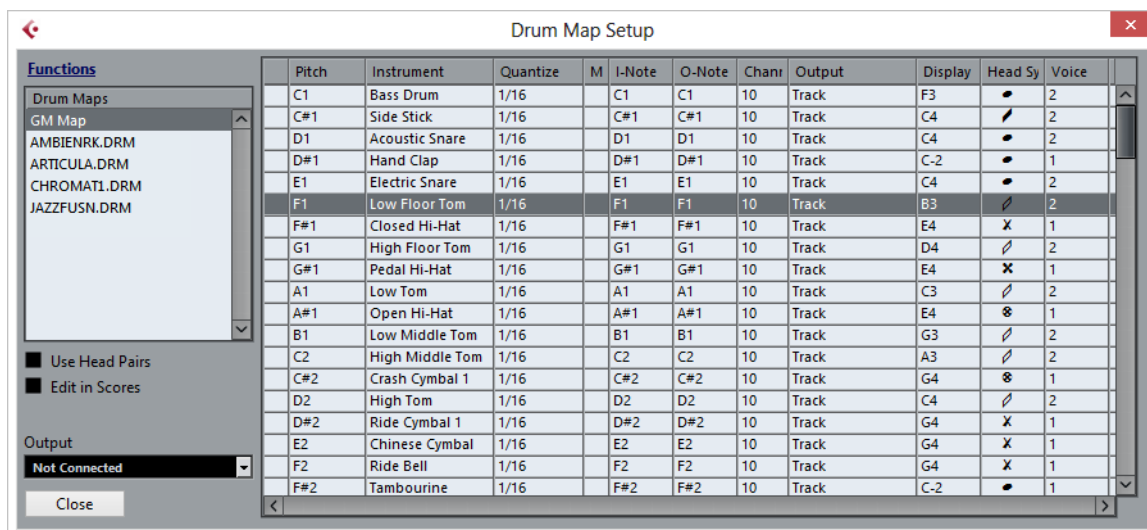 Drum Map Setup
Functions
Drum Maps
GM Map
AMBIENRK.DRM
ARTICULA.DRM
CHROMAT1.DRM
JAZZFUSN.DRM
Use Head Pairs
Edit in Scores
Output
Not Connected
Close
Pitch Instrument Quantize M I-Note O-Note Chann Output Display Head Sy Voice
C1 Bass Drum 1/16 C1 C1 10 Track F3 2
C#1 Side Stick 1/16 C#1 C#1 10 Track C4 2
D1 Acoustic Snare 1/16 D1 D1 10 Track C4 2
D#1 Hand Clap 1/16 D#1 D#1 10 Track C-2 1
E1 Electric Snare 1/16 E1 E1 10 Track C4 2
F1 Low Floor Tom 1/16 F1 F1 10 Track B3 2
F#1 Closed Hi-Hat 1/16 F#1 F#1 10 Track E4 1
G1 High Floor Tom 1/16 G1 G1 10 Track D4 2
G#1 Pedal Hi-Hat 1/16 G#1 G#1 10 Track E4 1
A1 Low Tom 1/16 A1 A1 10 Track C3 2
A#1 Open Hi-Hat 1/16 A#1 A#1 10 Track E4 1
B1 Low Middle Tom 1/16 B1 B1 10 Track G3 2
C2 High Middle Tom 1/16 C2 C2 10 Track A3 2
C#2 Crash Cymbal 1 1/16 C#2 C#2 10 Track G4 1
D2 High Tom 1/16 D2 D2 10 Track C4 2
D#2 Ride Cymbal 1 1/16 D#2 D#2 10 Track G4 1
E2 Chinese Cymbal 1/16 E2 E2 10 Track G4 1
F2 Ride Bell 1/16 F2 F2 10 Track G4 1
F#2 Tambourine 1/16 F#2 F#2 10 Track C-2 1